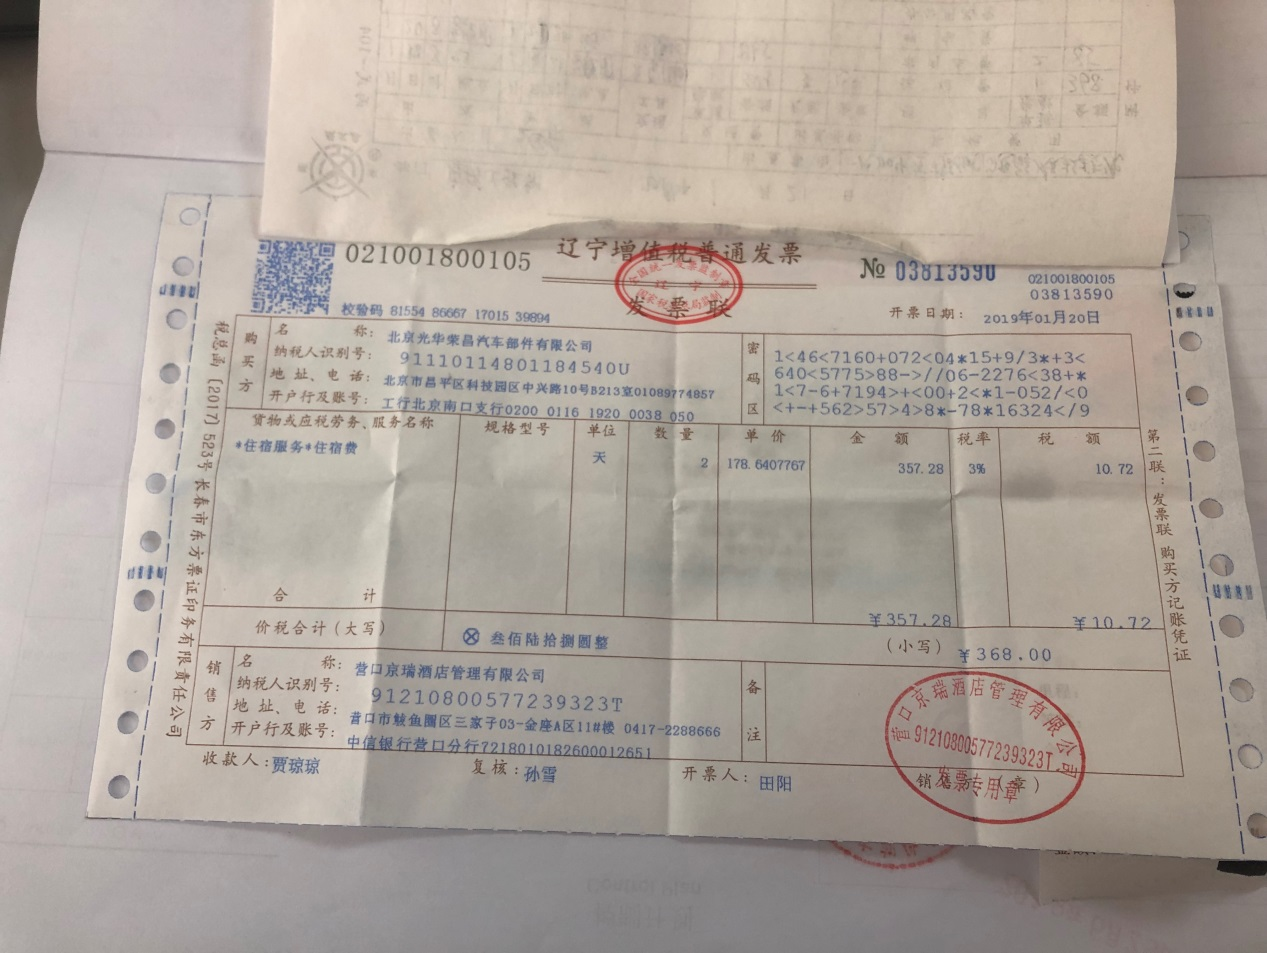 021001800105
辽宁增值税普通发票
发票联
№ 03813590
021001800105
03813590
校验码 81554 86667 17015 39894
开票日期: 2019年01月20日
购买方
名称: 北京光华荣昌汽车部件有限公司
纳税人识别号: 91110114801184540U
地址、电话: 北京市昌平区科技园区中兴路10号B213室01089774857
开户行及账号: 工行北京南口支行0200 0116 1920 0038 050
密码区
1<46<7160+072<04*15+9/3*+3<
640<5775>88->//06-2276<38+*
1<7-6+7194>+<00+2<*1-052/<0
<+-+562>57>4>8*-78*16324</9
货物或应税劳务、服务名称 规格型号 单位 数量 单价 金额 税率 税额
*住宿服务*住宿费 天 2 178.6407767 357.28 3% 10.72
合计 ¥357.28 ¥10.72
价税合计(大写) ⊗ 叁佰陆拾捌圆整 (小写) ¥368.00
销售方
名称: 营口京瑞酒店管理有限公司
纳税人识别号: 91210800577239323T
地址、电话: 营口市鲅鱼圈区三家子03-金座A区11#楼 0417-2288666
开户行及账号: 中信银行营口分行7218010182600012651
备注
收款人: 贾琼琼 复核: 孙雪 开票人: 田阳 销售方:(章)
营口京瑞酒店管理有限公司
91210800577239323T
发票专用章
税总函〔2017〕523号 长春市东方票证印务有限责任公司
第二联:发票联 购买方记账凭证